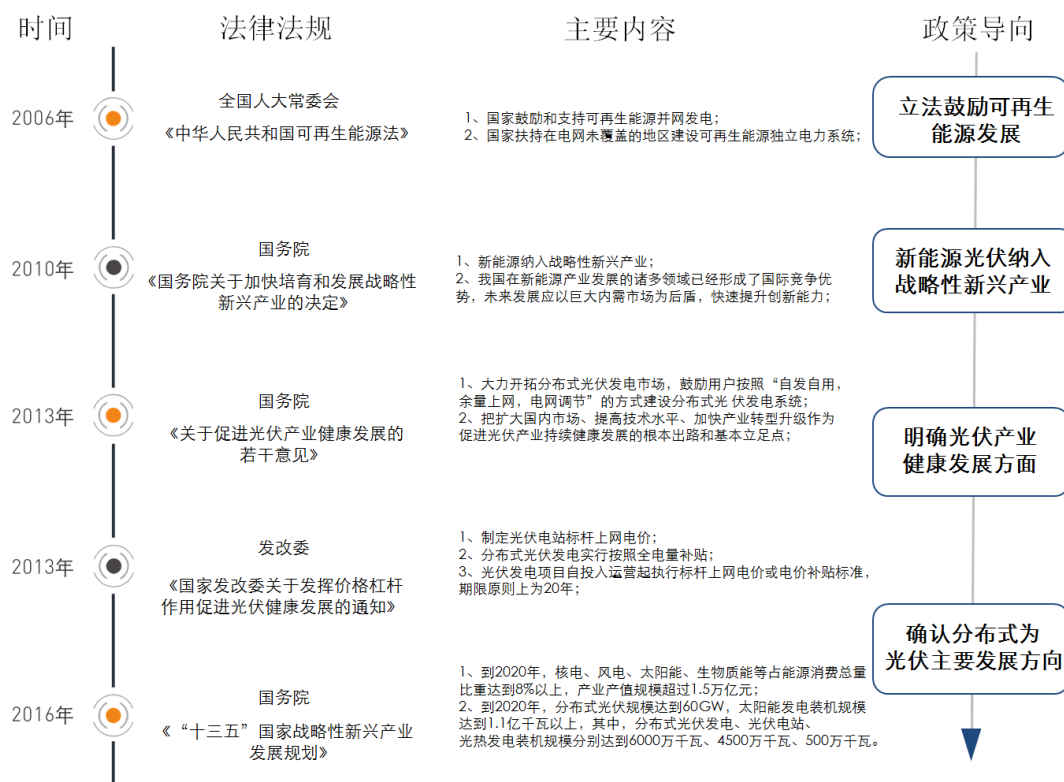 时间
法律法规
主要内容
政策导向
2006年
全国人大常委会
《中华人民共和国可再生能源法》
1、国家鼓励和支持可再生能源并网发电；
2、国家扶持在电网未覆盖的地区建设可再生能源独立电力系统；
立法鼓励可再生
能源发展
2010年
国务院
《国务院关于加快培育和发展战略性
新兴产业的决定》
1、新能源纳入战略性新兴产业；
2、我国在新能源产业发展的诸多领域已经形成了国际竞争优
势，未来发展应以巨大内需市场为后盾，快速提升创新能力；
新能源光伏纳入
战略性新兴产业
2013年
国务院
《关于促进光伏产业健康发展的
若干意见》
1、大力开拓分布式光伏发电市场，鼓励用户按照“自发自用，
余量上网，电网调节”的方式建设分布式光 伏发电系统；
2、把扩大国内市场、提高技术水平、加快产业转型升级作为
促进光伏产业持续健康发展的根本出路和基本立足点；
明确光伏产业
健康发展方面
2013年
发改委
《国家发改委关于发挥价格杠杆
作用促进光伏健康发展的通知》
1、制定光伏电站标杆上网电价；
2、分布式光伏发电实行按照全电量补贴；
3、光伏发电项目自投入运营起执行标杆上网电价或电价补贴标准，
期限原则上为20年；
确认分布式为
光伏主要发展方向
2016年
国务院
《“十三五”国家战略性新兴产业
发展规划》
1、到2020年，核电、风电、太阳能、生物质能等占能源消费总量
比重达到8%以上，产业产值规模超过1.5万亿元；
2、到2020年，分布式光伏规模达到60GW，太阳能发电装机规模
达到1.1亿千瓦以上，其中，分布式光伏发电、光伏电站、
光热发电装机规模分别达到6000万千瓦、4500万千瓦、500万千瓦。